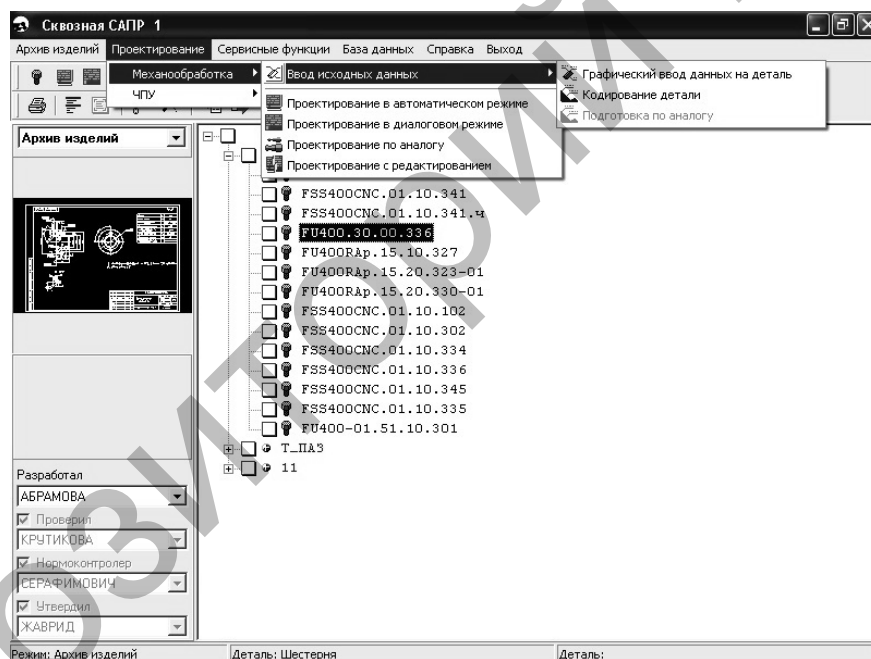 Сквозная САПР 1
Архив изделий Проектирование Сервисные функции База данных Справка Выход
Механообработка Ввод исходных данных Графический ввод данных на деталь
ЧПУ Кодирование детали
Проектирование в автоматическом режиме Подготовка по аналогу
Проектирование в диалоговом режиме
Архив изделий Проектирование по аналогу
Проектирование с редактированием
FSS400CNC.01.10.341
FSS400CNC.01.10.341.ч
FU400.30.00.336
FU400RAp.15.10.327
FU400RAp.15.20.323-01
FU400RAp.15.20.330-01
FSS400CNC.01.10.102
FSS400CNC.01.10.302
FSS400CNC.01.10.334
FSS400CNC.01.10.336
FSS400CNC.01.10.345
FSS400CNC.01.10.335
FU400-01.51.10.301
Т_ПАЗ
11
Разработал
АБРАМОВА
Проверил
КРУТИКОВА
Нормоконтролер
СЕРАФИМОВИЧ
Утвердил
ЖАВРИД
Режим: Архив изделий Деталь: Шестерня Деталь: